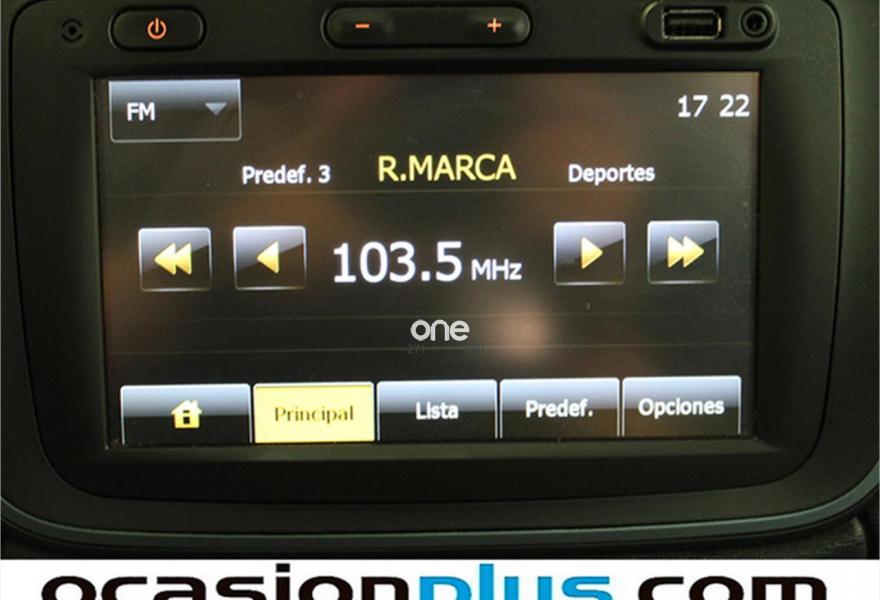 FM
17 22
Predef. 3 R.MARCA Deportes
103.5 MHz
one
Principal Lista Predef. Opciones
ocasionplus.com